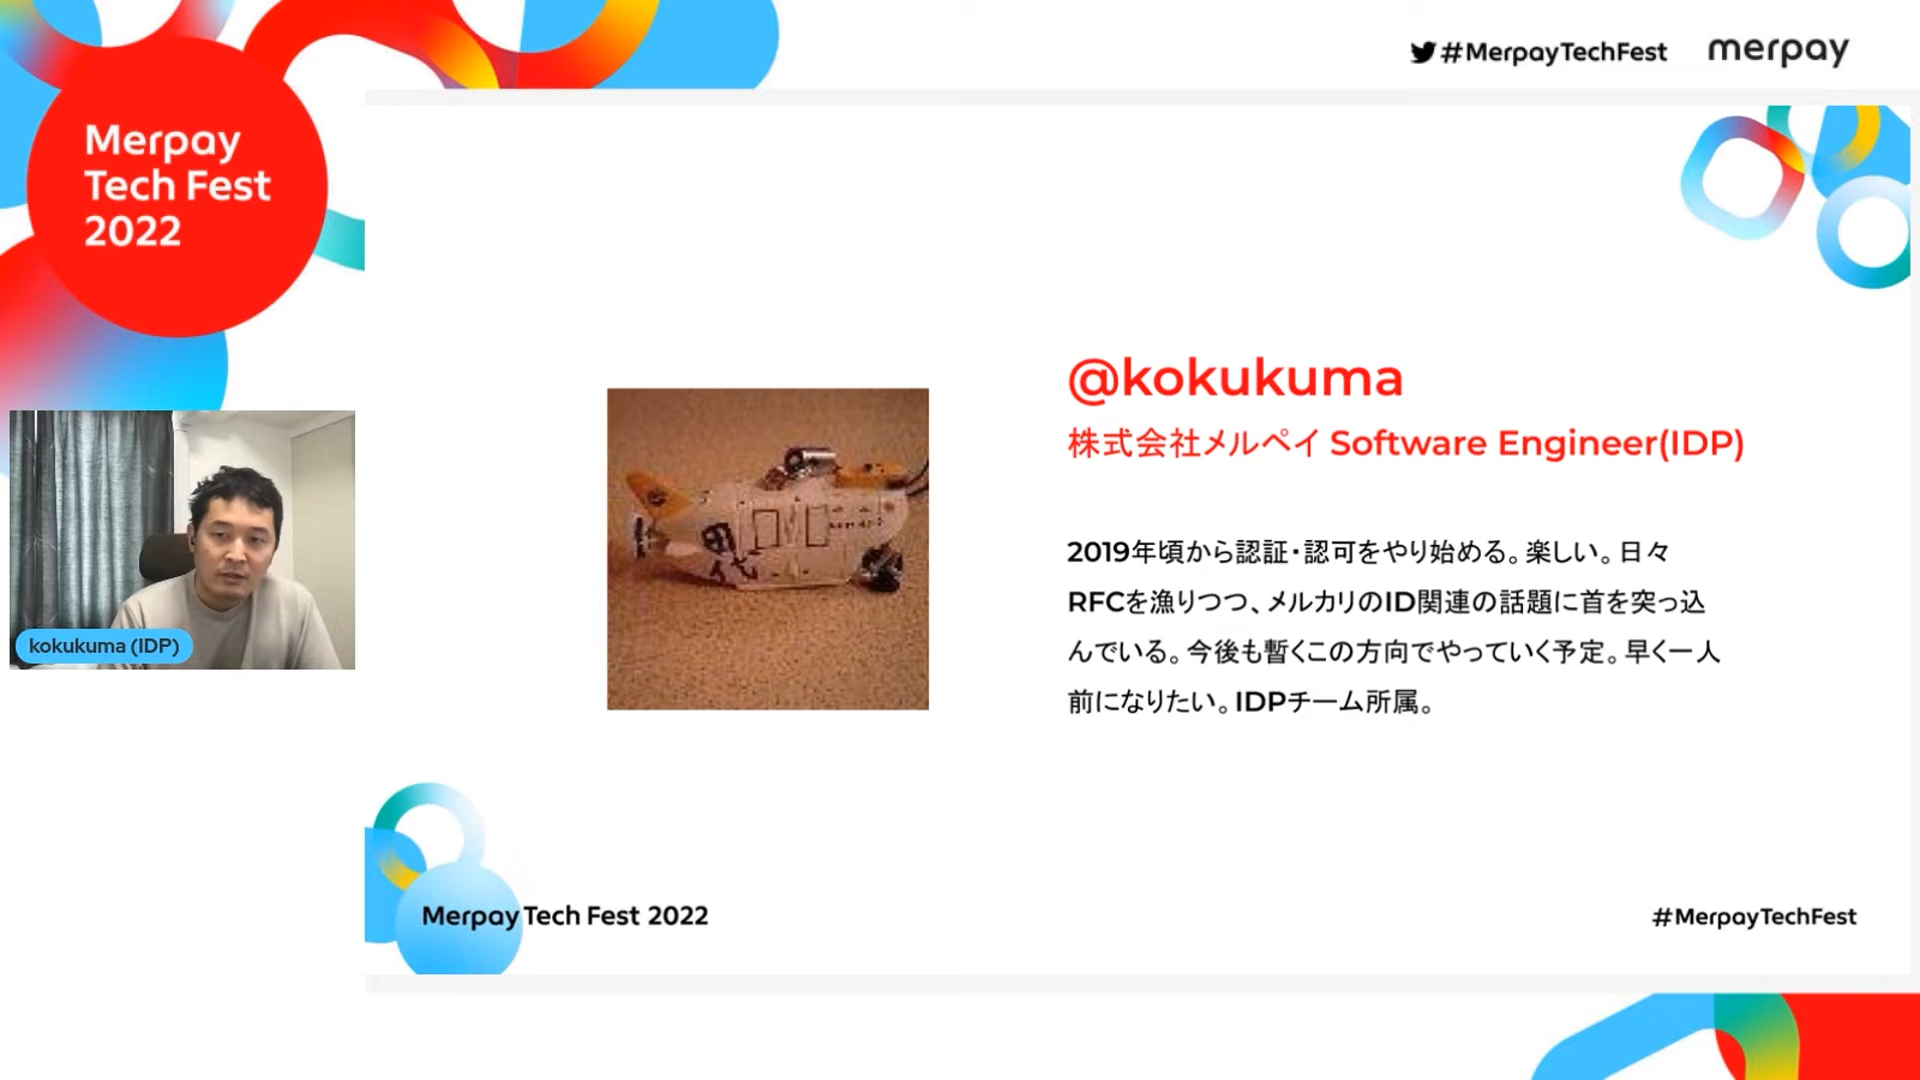 #MerpayTechFest
merpay
Merpay
Tech Fest
2022
@kokukuma
株式会社メルペイ Software Engineer(IDP)
2019年頃から認証・認可をやり始める。楽しい。日々
RFCを漁りつつ、メルカリのID関連の話題に首を突っ込
んでいる。今後も暫くこの方向でやっていく予定。早く一人
前になりたい。IDPチーム所属。
kokukuma (IDP)
Merpay Tech Fest 2022
#MerpayTechFest